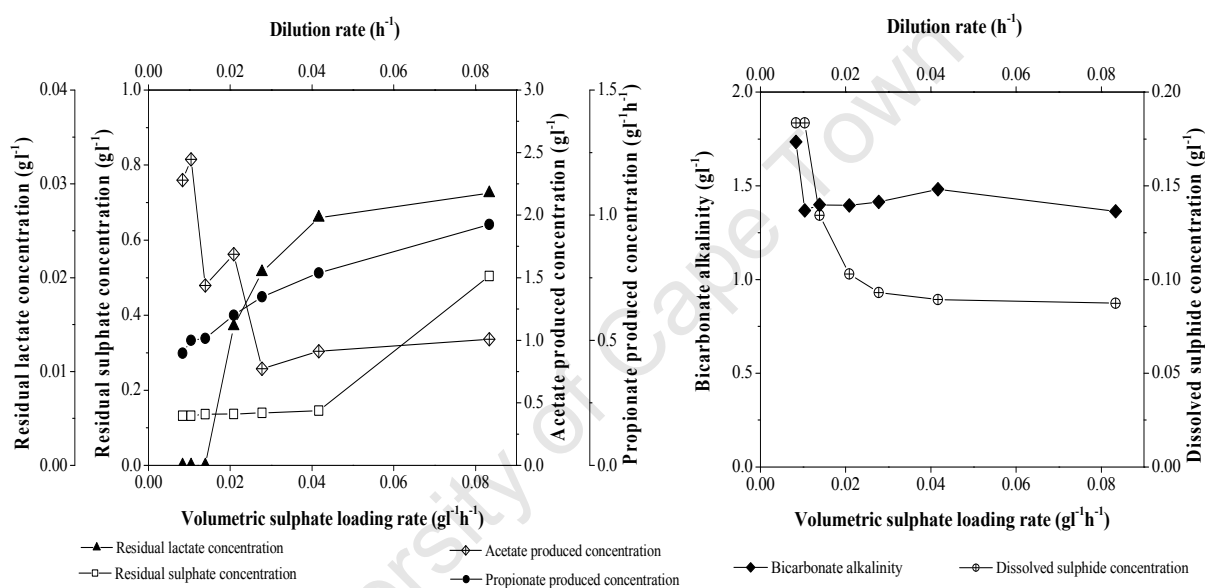 Dilution rate (h-1)
0.00 0.02 0.04 0.06 0.08
Residual lactate concentration (gl-1)
0.04
0.03
0.02
0.01
0.00
Residual sulphate concentration (gl-1)
1.0
0.8
0.6
0.4
0.2
0.0
Acetate produced concentration (gl-1)
3.0
2.5
2.0
1.5
1.0
0.5
0.0
Propionate produced concentration (gl-1h-1)
1.5
1.0
0.5
0.0
0.00 0.02 0.04 0.06 0.08
Volumetric sulphate loading rate (gl-1h-1)
Residual lactate concentration
Residual sulphate concentration
Acetate produced concentration
Propionate produced concentration
Dilution rate (h-1)
0.00 0.02 0.04 0.06 0.08
Bicarbonate alkalinity (gl-1)
2.0
1.5
1.0
0.5
0.0
Dissolved sulphide concentration (gl-1)
0.20
0.15
0.10
0.05
0.00
0.00 0.02 0.04 0.06 0.08
Volumetric sulphate loading rate (gl-1h-1)
Bicarbonate alkalinity
Dissolved sulphide concentration
ersity of Cape Town